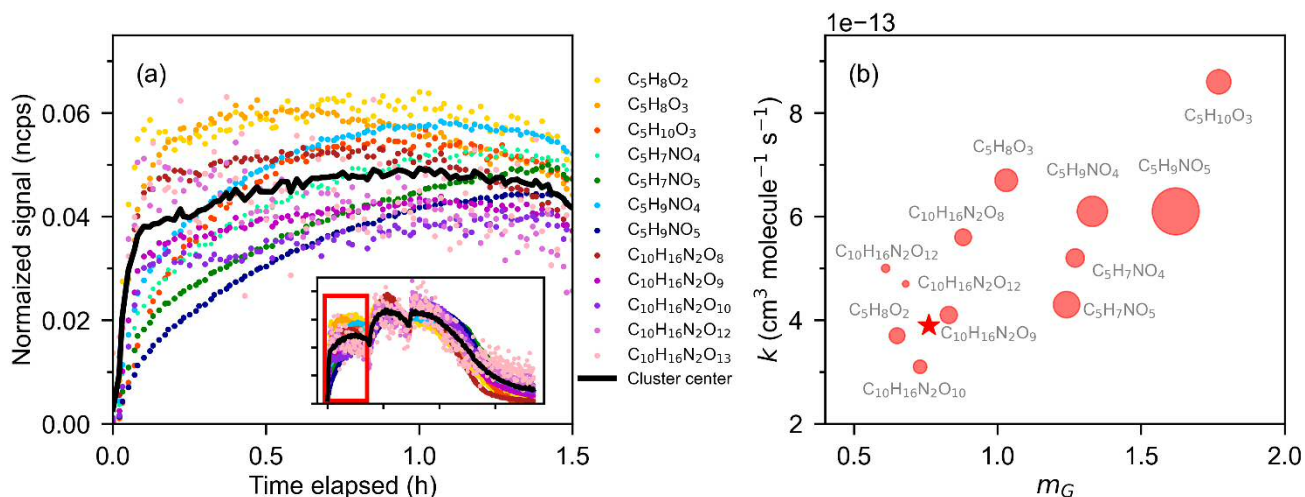 (a)
Normaized signal (ncps)
0.06
0.04
0.02
0.00
0.0
0.5
1.0
1.5
Time elapsed (h)
C₅H₈O₂
C₅H₈O₃
C₅H₁₀O₃
C₅H₇NO₄
C₅H₇NO₅
C₅H₉NO₄
C₅H₉NO₅
C₁₀H₁₆N₂O₈
C₁₀H₁₆N₂O₉
C₁₀H₁₆N₂O₁₀
C₁₀H₁₆N₂O₁₂
C₁₀H₁₆N₂O₁₃
Cluster center
1e−13
(b)
k (cm³ molecule⁻¹ s⁻¹)
8
6
4
2
C₅H₁₀O₃
C₅H₈O₃
C₅H₉NO₄
C₅H₉NO₅
C₁₀H₁₆N₂O₈
C₁₀H₁₆N₂O₁₂
C₁₀H₁₆N₂O₁₂
C₅H₇NO₄
C₅H₈O₂
C₅H₇NO₅
C₁₀H₁₆N₂O₉
C₁₀H₁₆N₂O₁₀
0.5
1.0
1.5
2.0
m_G